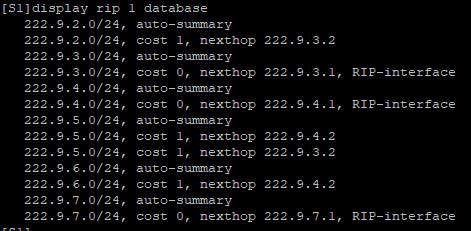 [S1]display rip 1 database
222.9.2.0/24, auto-summary
222.9.2.0/24, cost 1, nexthop 222.9.3.2
222.9.3.0/24, auto-summary
222.9.3.0/24, cost 0, nexthop 222.9.3.1, RIP-interface
222.9.4.0/24, auto-summary
222.9.4.0/24, cost 0, nexthop 222.9.4.1, RIP-interface
222.9.5.0/24, auto-summary
222.9.5.0/24, cost 1, nexthop 222.9.4.2
222.9.5.0/24, cost 1, nexthop 222.9.3.2
222.9.6.0/24, auto-summary
222.9.6.0/24, cost 1, nexthop 222.9.4.2
222.9.7.0/24, auto-summary
222.9.7.0/24, cost 0, nexthop 222.9.7.1, RIP-interface